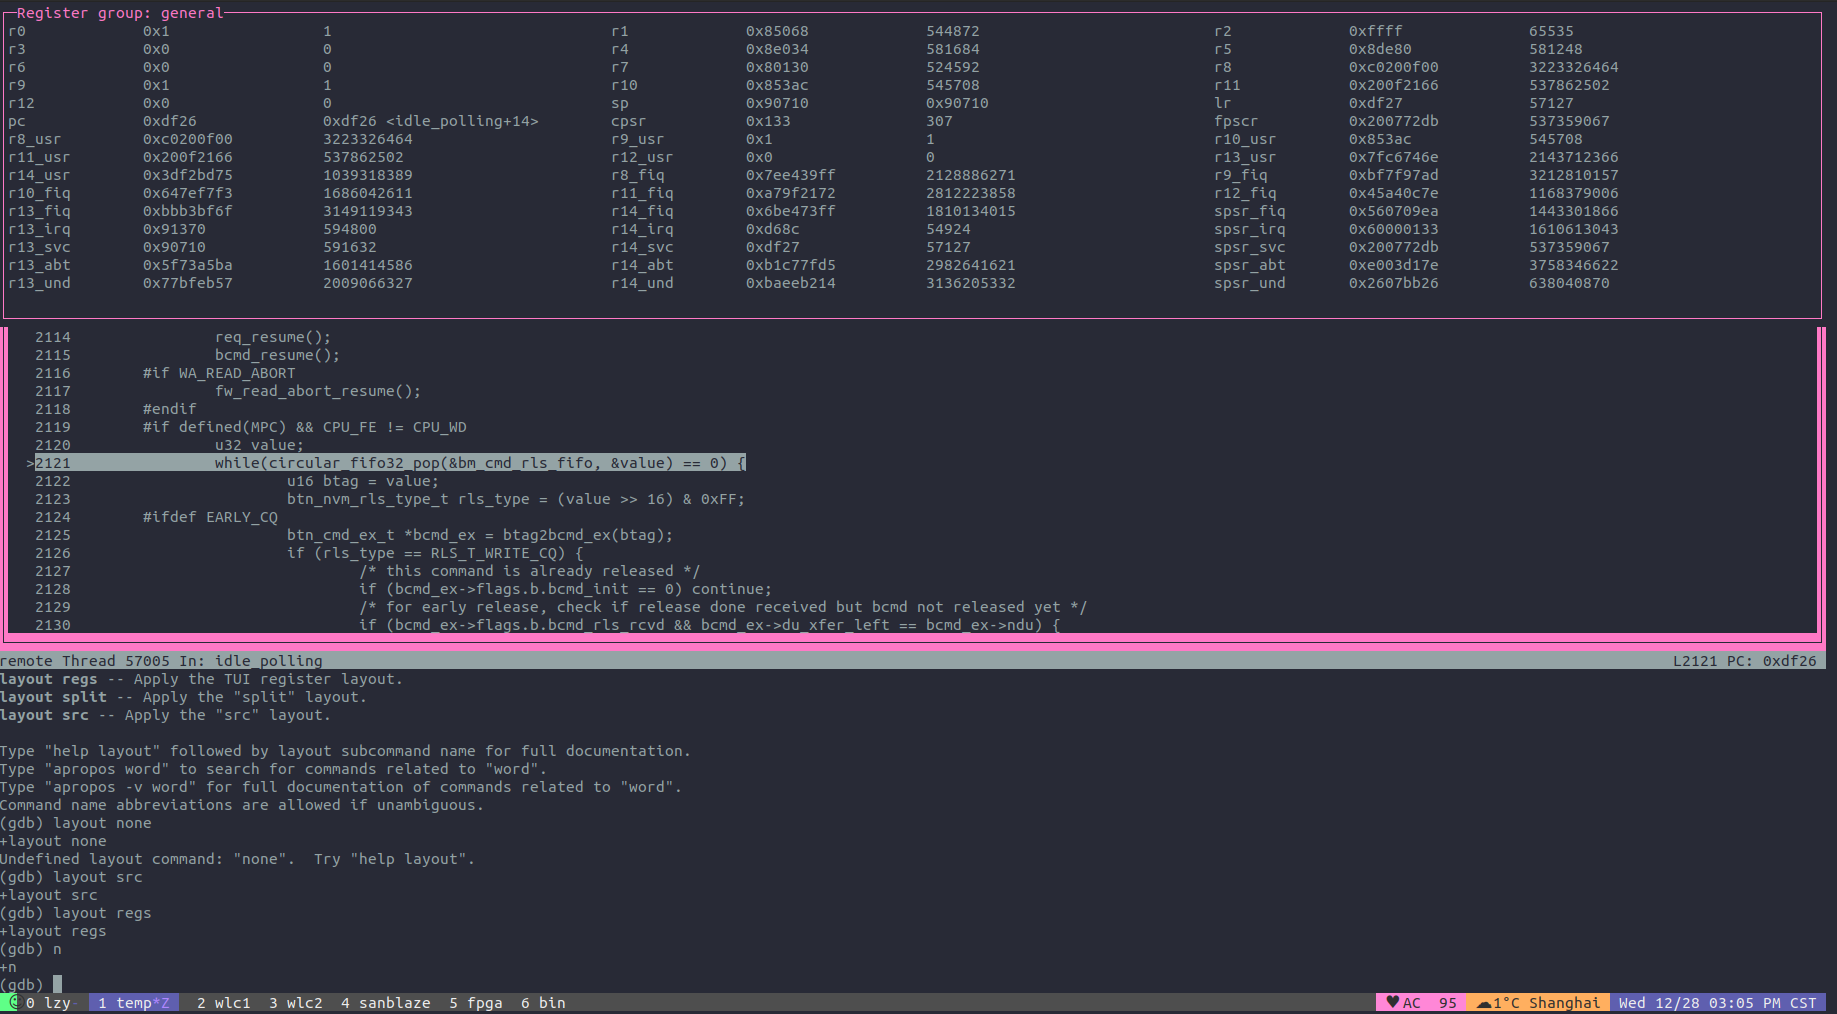 Register group: general
r0 0x1 1 r1 0x85068 544872 r2 0xffff 65535
r3 0x0 0 r4 0x8e034 581684 r5 0x8de80 581248
r6 0x0 0 r7 0x80130 524592 r8 0xc0200f00 3223326464
r9 0x1 1 r10 0x853ac 545708 r11 0x200f2166 537862502
r12 0x0 0 sp 0x90710 0x90710 lr 0xdf27 57127
pc 0xdf26 0xdf26 <idle_polling+14> cpsr 0x133 307 fpscr 0x200772db 537359067
r8_usr 0xc0200f00 3223326464 r9_usr 0x1 1 r10_usr 0x853ac 545708
r11_usr 0x200f2166 537862502 r12_usr 0x0 0 r13_usr 0x7fc6746e 2143712366
r14_usr 0x3df2bd75 1039318389 r8_fiq 0x7ee439ff 2128886271 r9_fiq 0xbf7f97ad 3212810157
r10_fiq 0x647ef7f3 1686042611 r11_fiq 0xa79f2172 2812223858 r12_fiq 0x45a40c7e 1168379006
r13_fiq 0xbbb3bf6f 3149119343 r14_fiq 0x6be473ff 1810134015 spsr_fiq 0x560709ea 1443301866
r13_irq 0x91370 594800 r14_irq 0xd68c 54924 spsr_irq 0x60000133 1610613043
r13_svc 0x90710 591632 r14_svc 0xdf27 57127 spsr_svc 0x200772db 537359067
r13_abt 0x5f73a5ba 1601414586 r14_abt 0xb1c77fd5 2982641621 spsr_abt 0xe003d17e 3758346622
r13_und 0x77bfeb57 2009066327 r14_und 0xbaeeb214 3136205332 spsr_und 0x2607bb26 638040870
2114 req_resume();
2115 bcmd_resume();
2116 #if WA_READ_ABORT
2117 fw_read_abort_resume();
2118 #endif
2119 #if defined(MPC) && CPU_FE != CPU_WD
2120 u32 value;
>2121 while(circular_fifo32_pop(&bm_cmd_rls_fifo, &value) == 0) {
2122 u16 btag = value;
2123 btn_nvm_rls_type_t rls_type = (value >> 16) & 0xFF;
2124 #ifdef EARLY_CQ
2125 btn_cmd_ex_t *bcmd_ex = btag2bcmd_ex(btag);
2126 if (rls_type == RLS_T_WRITE_CQ) {
2127 /* this command is already released */
2128 if (bcmd_ex->flags.b.bcmd_init == 0) continue;
2129 /* for early release, check if release done received but bcmd not released yet */
2130 if (bcmd_ex->flags.b.bcmd_rls_rcvd && bcmd_ex->du_xfer_left == bcmd_ex->ndu) {
remote Thread 57005 In: idle_polling L2121 PC: 0xdf26
layout regs -- Apply the TUI register layout.
layout split -- Apply the "split" layout.
layout src -- Apply the "src" layout.
Type "help layout" followed by layout subcommand name for full documentation.
Type "apropos word" to search for commands related to "word".
Type "apropos -v word" for full documentation of commands related to "word".
Command name abbreviations are allowed if unambiguous.
(gdb) layout none
+layout none
Undefined layout command: "none".  Try "help layout".
(gdb) layout src
+layout src
(gdb) layout regs
+layout regs
(gdb) n
+n
(gdb)
0 lzy- 1 temp*Z 2 wlc1 3 wlc2 4 sanblaze 5 fpga 6 bin ♥AC 95 ☁1°C Shanghai Wed 12/28 03:05 PM CST